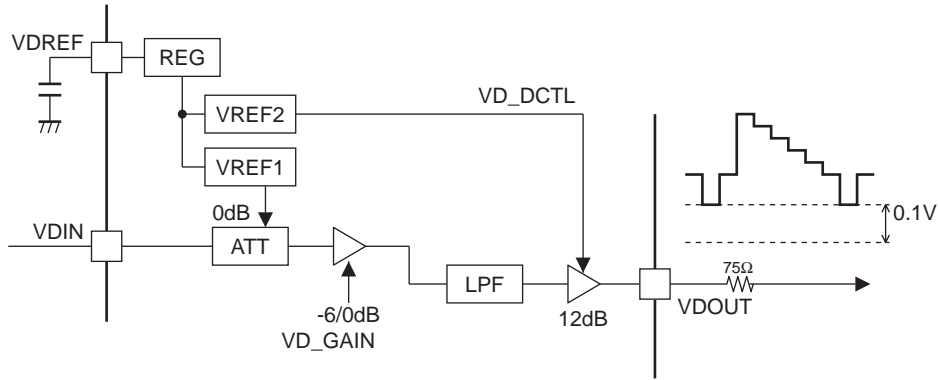 VDREF
REG
VREF2
VD_DCTL
VREF1
0dB
0.1V
VDIN
ATT
LPF
75Ω
-6/0dB
VD_GAIN
12dB
VDOUT